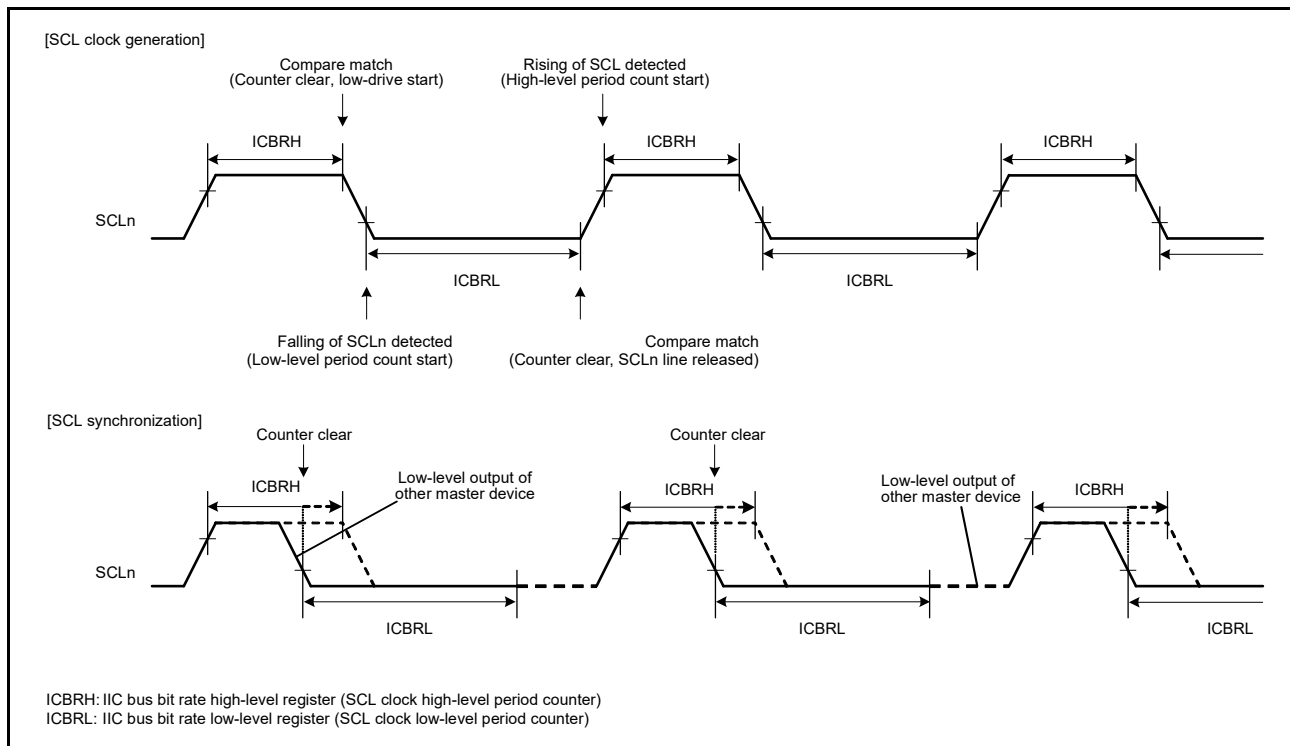 [SCL clock generation]
Compare match
(Counter clear, low-drive start)
Rising of SCL detected
(High-level period count start)
ICBRH
ICBRH
ICBRH
SCLn
ICBRL
ICBRL
Falling of SCLn detected
(Low-level period count start)
Compare match
(Counter clear, SCLn line released)
[SCL synchronization]
Counter clear
Counter clear
ICBRH
Low-level output of
other master device
ICBRH
Low-level output of
other master device
ICBRH
SCLn
ICBRL
ICBRL
ICBRL
ICBRH: IIC bus bit rate high-level register (SCL clock high-level period counter)
ICBRL: IIC bus bit rate low-level register (SCL clock low-level period counter)